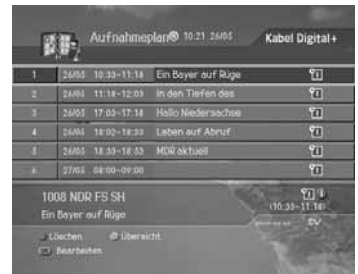 Aufnahmeplan® 10:21 26/05 Kabel Digital+
1 26/05 10:33-11:18 Ein Bayer auf Rüge
2 26/05 11:18-12:03 In den Tiefen des
3 26/05 17:03-17:18 Hallo Niedersachse
4 26/05 18:02-18:33 Leben auf Abruf
5 26/05 18:33-18:53 MDR aktuell
6 27/05 08:00-09:00
1008 NDR FS SH
(10:33-11:18)
Ein Bayer auf Rüge
Löschen Übersicht
Bearbeiten